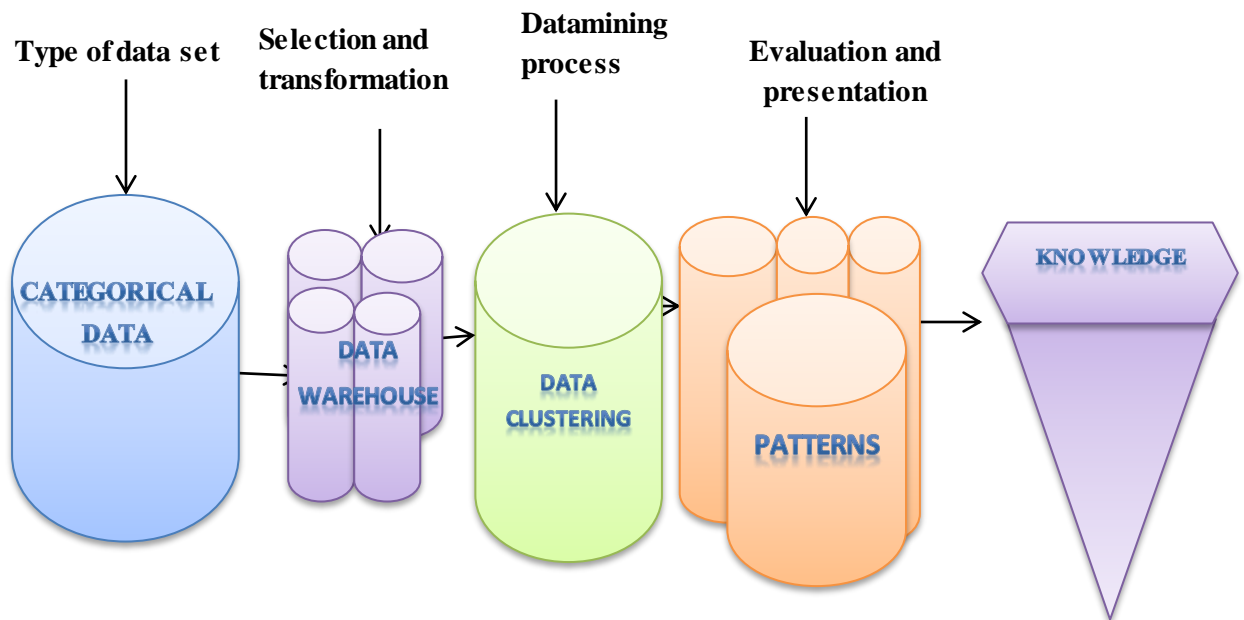 Type of data set
Selection and
transformation
Datamining
process
Evaluation and
presentation
CATEGORICAL
DATA
DATA
WAREHOUSE
DATA
CLUSTERING
PATTERNS
KNOWLEDGE